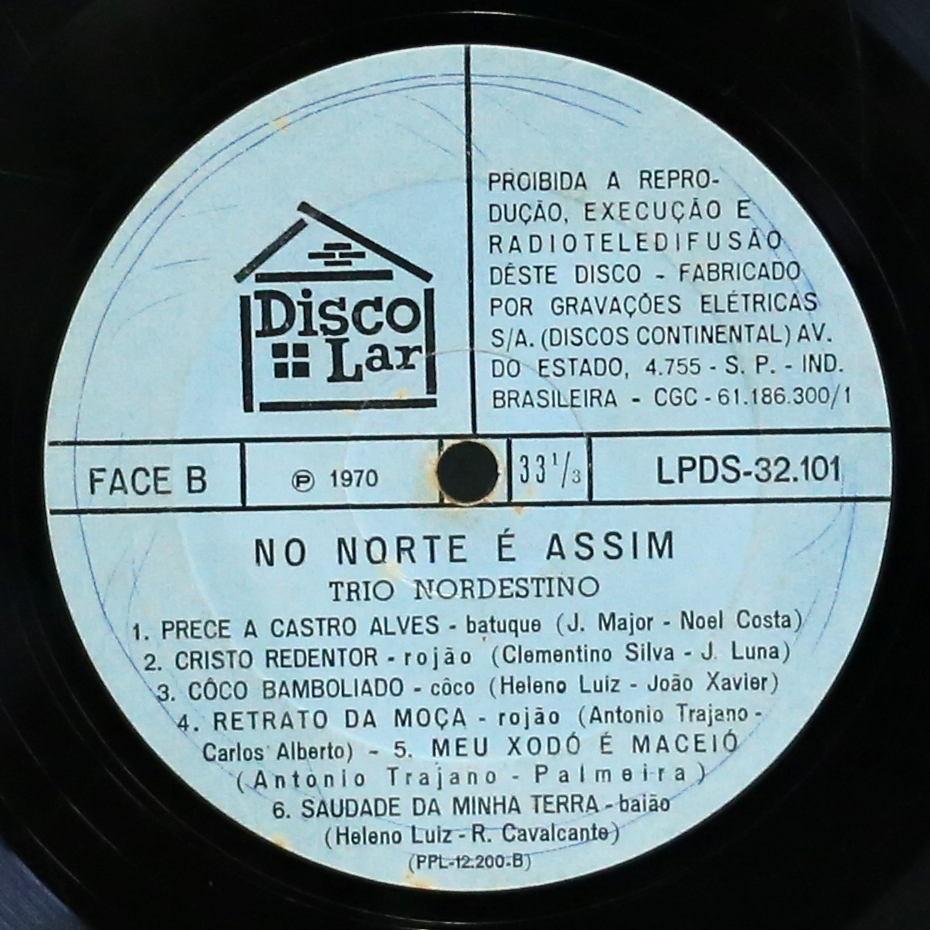 Disco
Lar
PROIBIDA A REPRO-
DUÇÃO, EXECUÇÃO E
RADIOTELEDIFUSÃO
DÊSTE DISCO - FABRICADO
POR GRAVAÇÕES ELÉTRICAS
S/A. (DISCOS CONTINENTAL) AV.
DO ESTADO, 4.755 - S. P. - IND.
BRASILEIRA - CGC - 61.186.300/1
FACE B ℗ 1970 33 1/3 LPDS-32.101
NO NORTE É ASSIM
TRIO NORDESTINO
1. PRECE A CASTRO ALVES - batuque (J. Major - Noel Costa)
2. CRISTO REDENTOR - rojão (Clementino Silva - J. Luna)
3. CÔCO BAMBOLIADO - côco (Heleno Luiz - João Xavier)
4. RETRATO DA MOÇA - rojão (Antonio Trajano -
Carlos Alberto) - 5. MEU XODÓ É MACEIÓ
(Antonio Trajano - Palmeira)
6. SAUDADE DA MINHA TERRA - baião
(Heleno Luiz - R. Cavalcante)
(PPL-12.200-B)